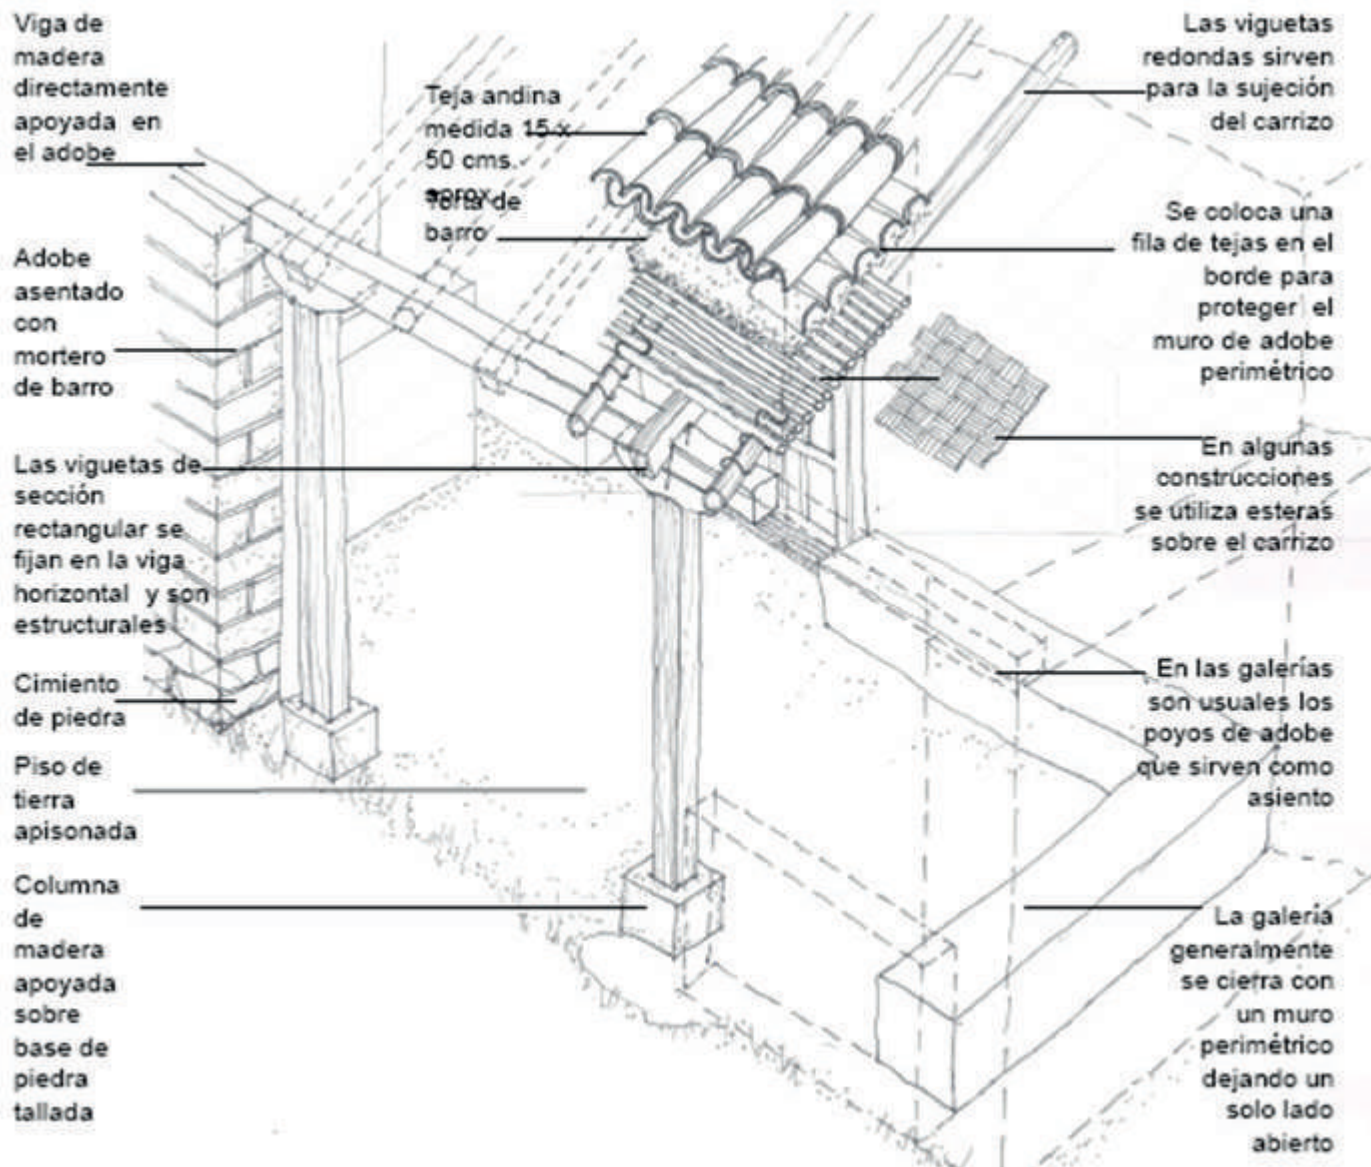 Viga de
madera
directamente
apoyada en
el adobe
Adobe
asentado
con
mortero
de barro
Las viguetas de
sección
rectangular se
fijan en la viga
horizontal y son
estructurales
Cimiento
de piedra
Piso de
tierra
apisonada
Columna
de
madera
apoyada
sobre
base de
piedra
tallada
Teja andina
medida 15 x
50 cms.
aprox.
Torta de
barro
Las viguetas
redondas sirven
para la sujeción
del carrizo
Se coloca una
fila de tejas en el
borde para
proteger el
muro de adobe
perimétrico
En algunas
construcciones
se utiliza esteras
sobre el carrizo
En las galerías
son usuales los
poyos de adobe
que sirven como
asiento
La galería
generalmente
se cierra con
un muro
perimétrico
dejando un
solo lado
abierto